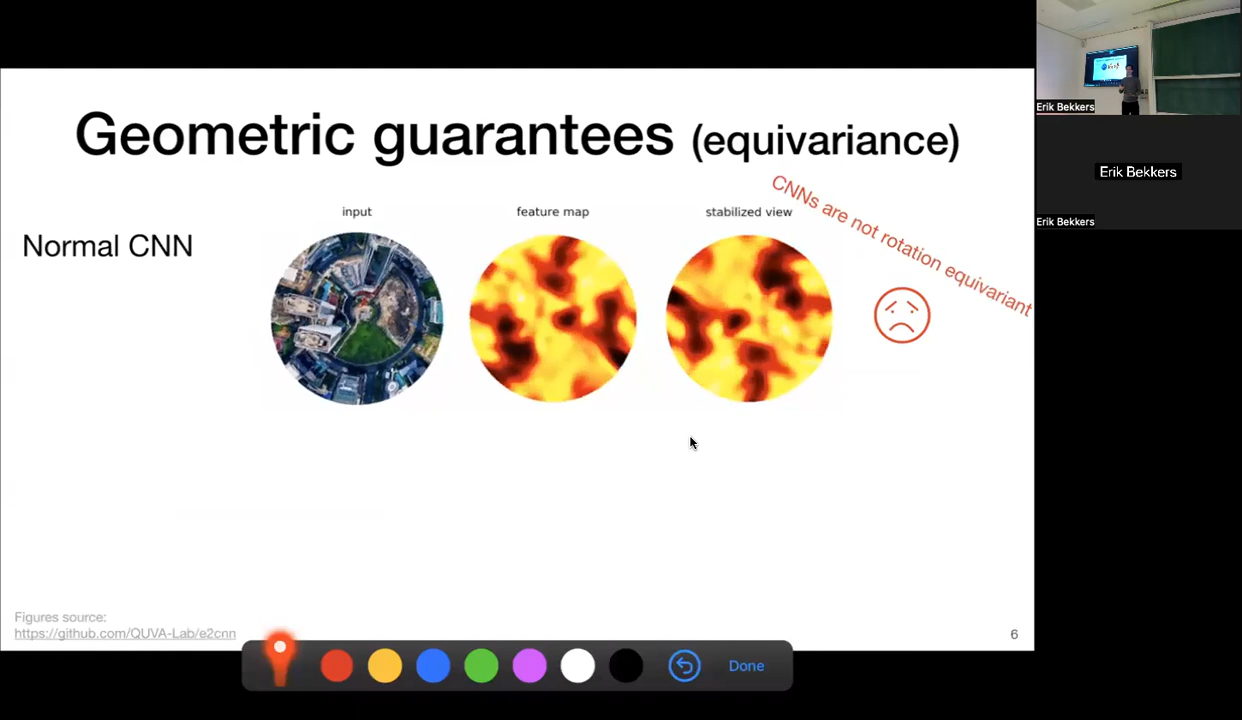 Geometric guarantees (equivariance)
CNNs are not rotation equivariant
input
feature map
stabilized view
Normal CNN
Figures source:
https://github.com/QUVA-Lab/e2cnn
6
Done
Erik Bekkers
Erik Bekkers
Erik Bekkers